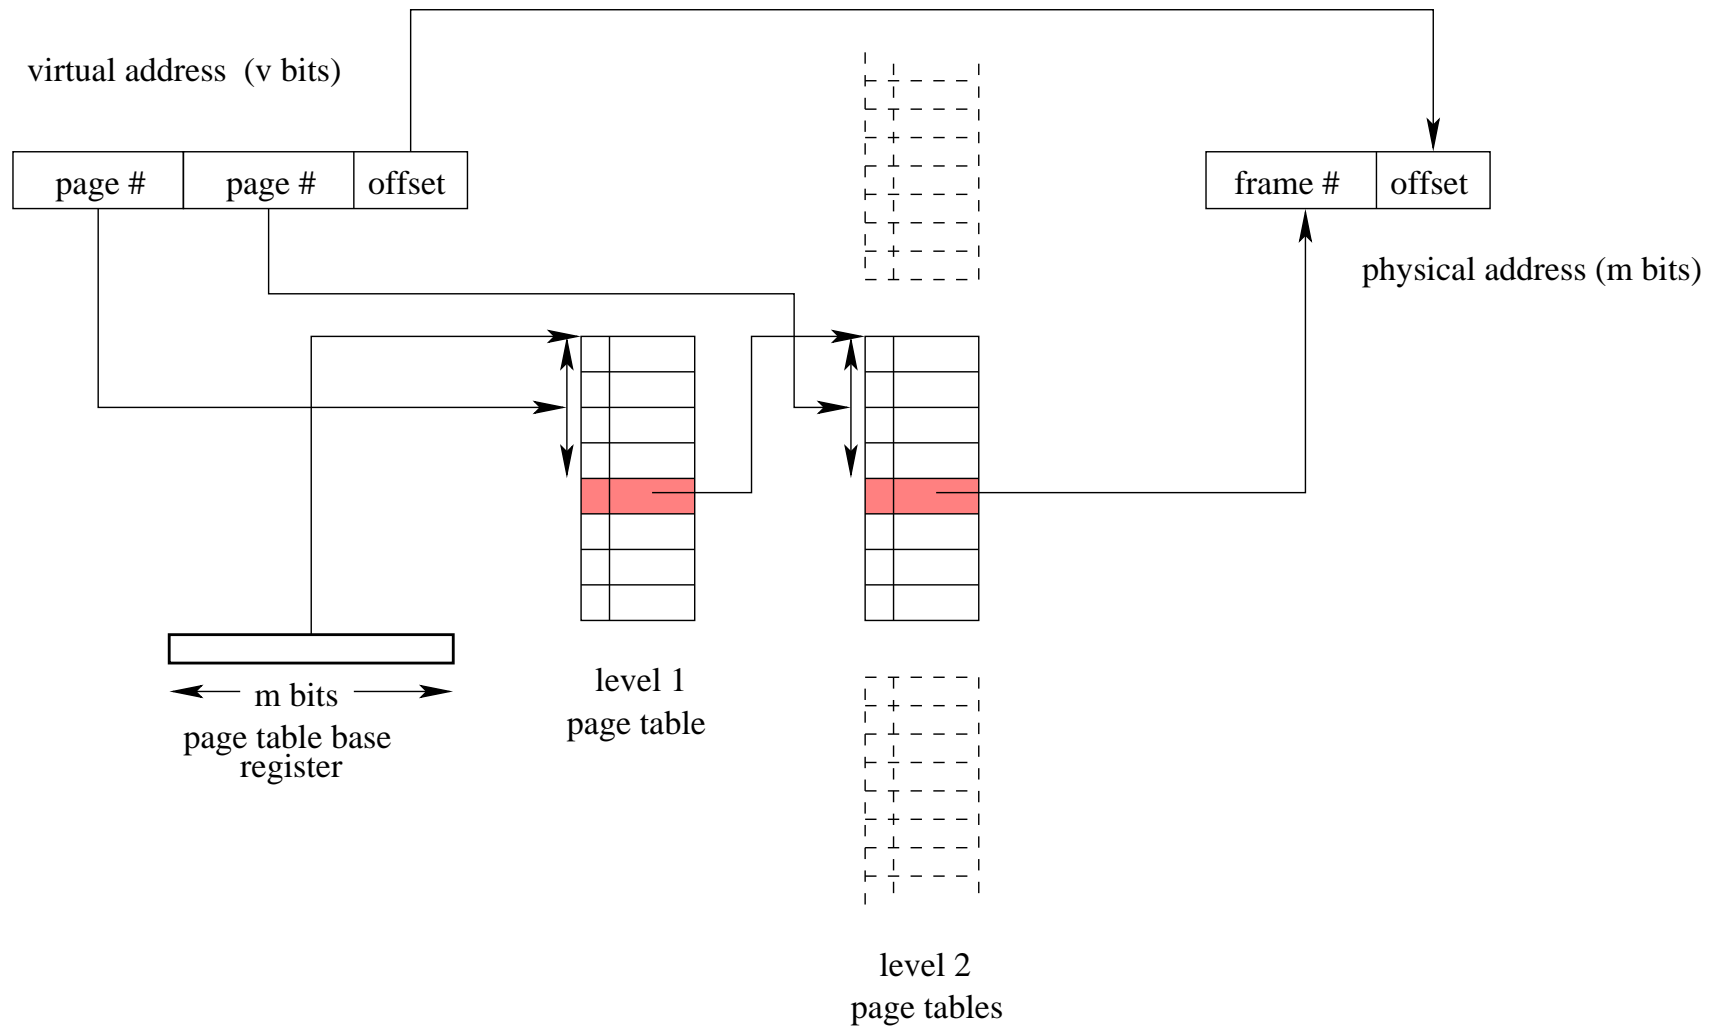 virtual address (v bits)
page #
page #
offset
frame #
offset
physical address (m bits)
m bits
page table base
register
level 1
page table
level 2
page tables